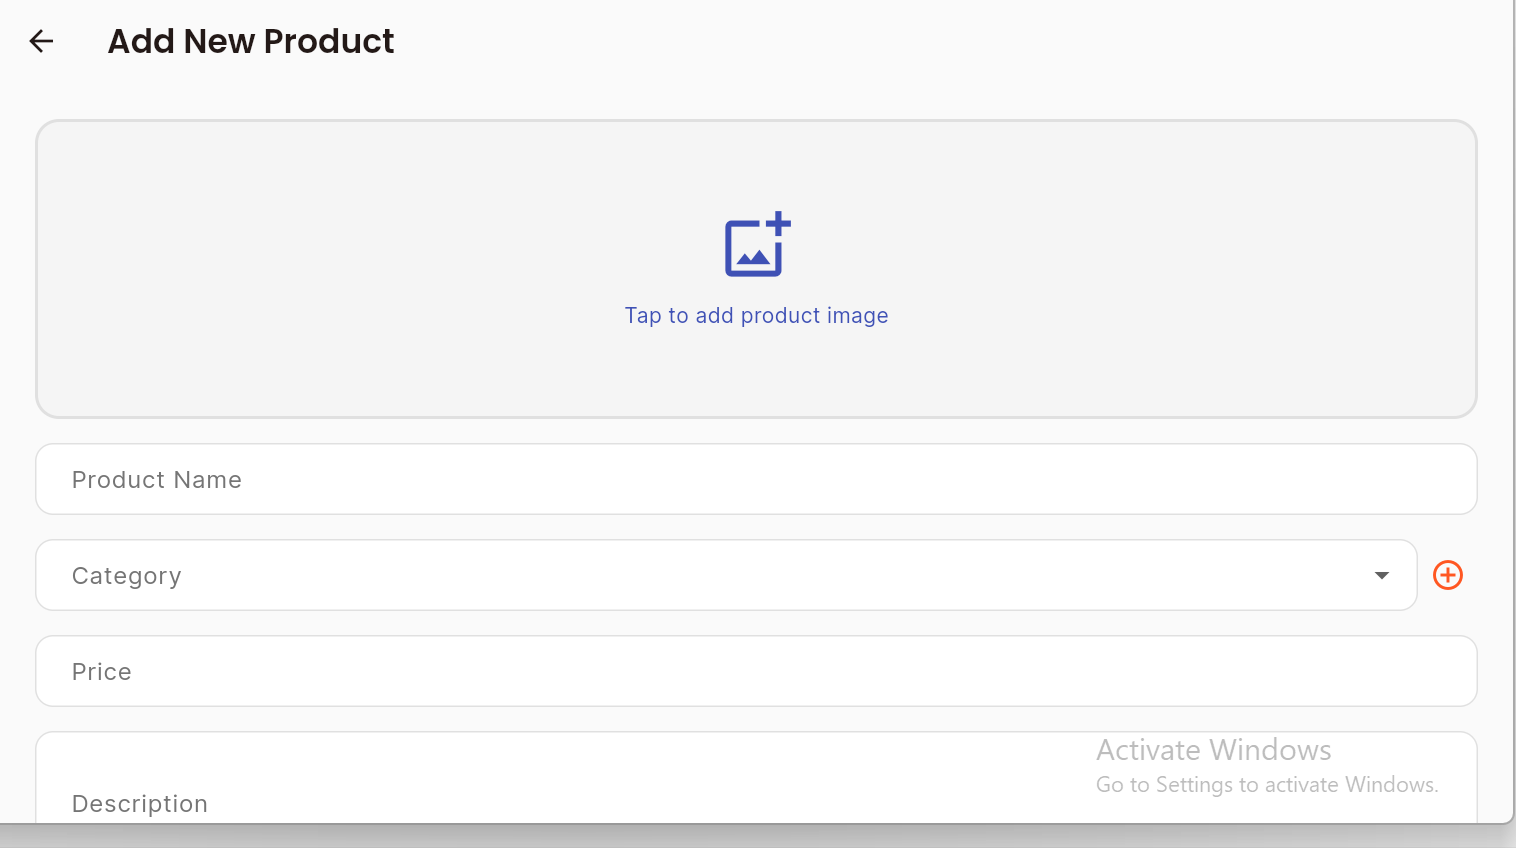 Add New Product
Tap to add product image
Product Name
Category
Price
Description
Activate Windows
Go to Settings to activate Windows.